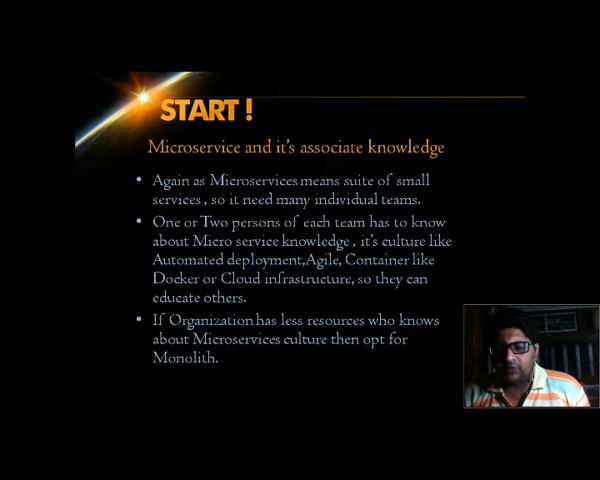 START !
Microservice and it's associate knowledge
• Again as Microservices means suite of small
services , so it need many individual teams.
• One or Two persons of each team has to know
about Micro service knowledge , it's culture like
Automated deployment,Agile, Container like
Docker or Cloud infrastructure, so they can
educate others.
• If Organization has less resources who knows
about Microservices culture then opt for
Monolith.